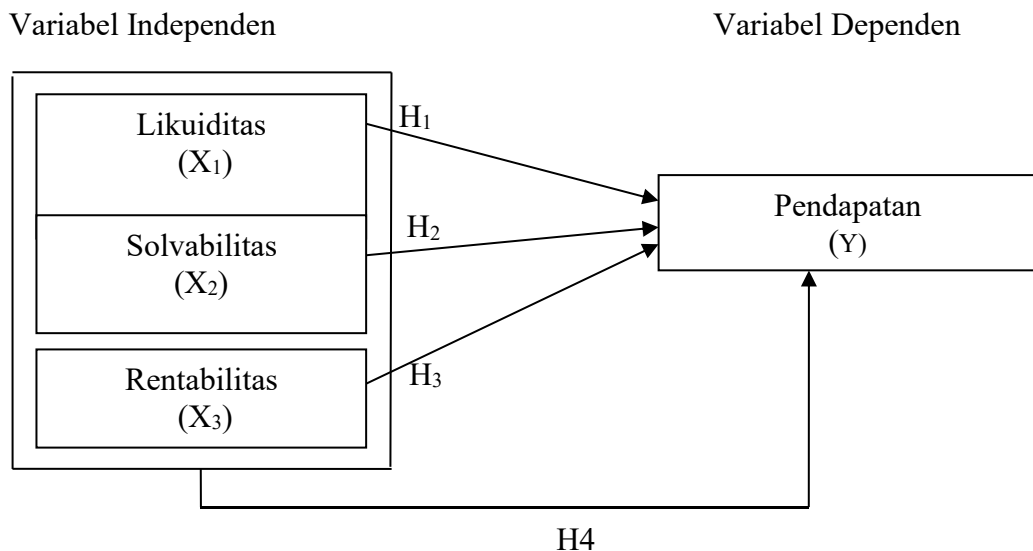 Variabel Independen
Variabel Dependen
Likuiditas
(X₁)
H₁
Solvabilitas
(X₂)
H₂
Rentabilitas
(X₃)
H₃
Pendapatan
(Y)
H4